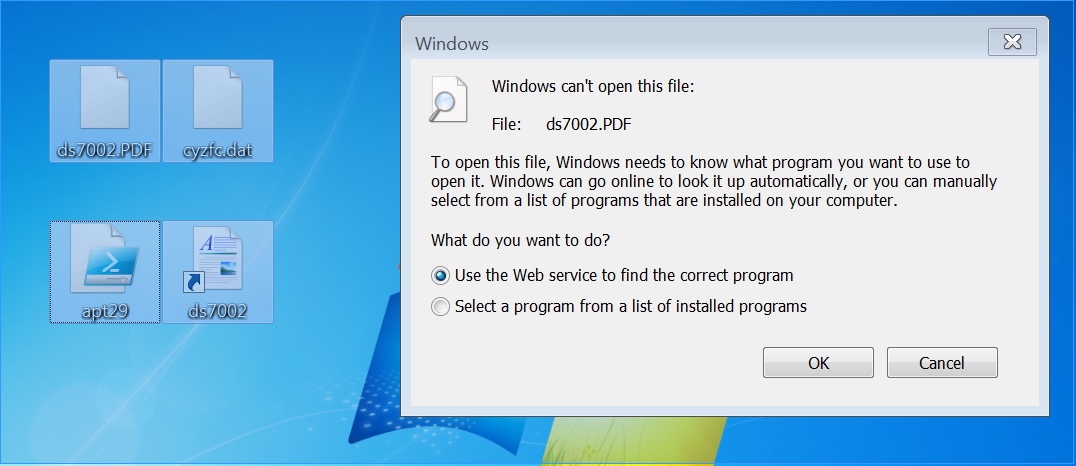 Windows
ds7002.PDF
cyzfc.dat
apt29
ds7002
Windows can't open this file:
File: ds7002.PDF
To open this file, Windows needs to know what program you want to use to
open it. Windows can go online to look it up automatically, or you can manually
select from a list of programs that are installed on your computer.
What do you want to do?
Use the Web service to find the correct program
Select a program from a list of installed programs
OK
Cancel